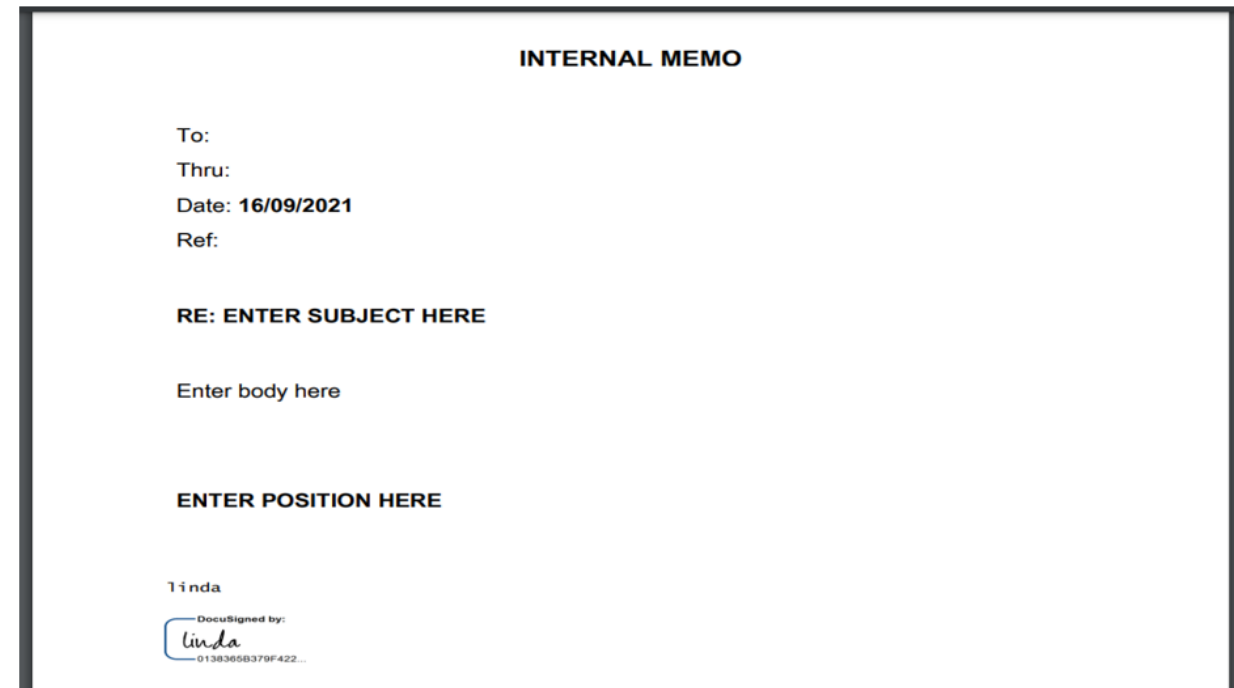 INTERNAL MEMO
To:
Thru:
Date: 16/09/2021
Ref:
RE: ENTER SUBJECT HERE
Enter body here
ENTER POSITION HERE
linda
DocuSigned by:
linda
0138365B379F422...